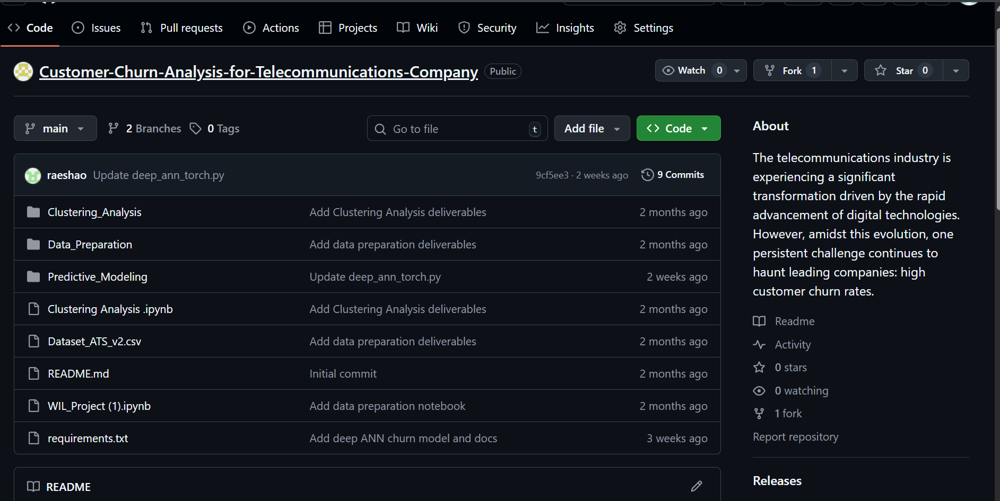 Code Issues Pull requests Actions Projects Wiki Security Insights Settings
Customer-Churn-Analysis-for-Telecommunications-Company Public Watch 0 Fork 1 Star 0
main 2 Branches 0 Tags Go to file t Add file Code
raeshao Update deep_ann_torch.py 9cf5ee3 · 2 weeks ago 9 Commits
Clustering_Analysis Add Clustering Analysis deliverables 2 months ago
Data_Preparation Add data preparation deliverables 2 months ago
Predictive_Modeling Update deep_ann_torch.py 2 weeks ago
Clustering Analysis .ipynb Add Clustering Analysis deliverables 2 months ago
Dataset_ATS_v2.csv Add data preparation deliverables 2 months ago
README.md Initial commit 2 months ago
WIL_Project (1).ipynb Add data preparation notebook 2 months ago
requirements.txt Add deep ANN churn model and docs 3 weeks ago
README
About
The telecommunications industry is
experiencing a significant
transformation driven by the rapid
advancement of digital technologies.
However, amidst this evolution, one
persistent challenge continues to
haunt leading companies: high
customer churn rates.
Readme
Activity
0 stars
0 watching
1 fork
Report repository
Releases